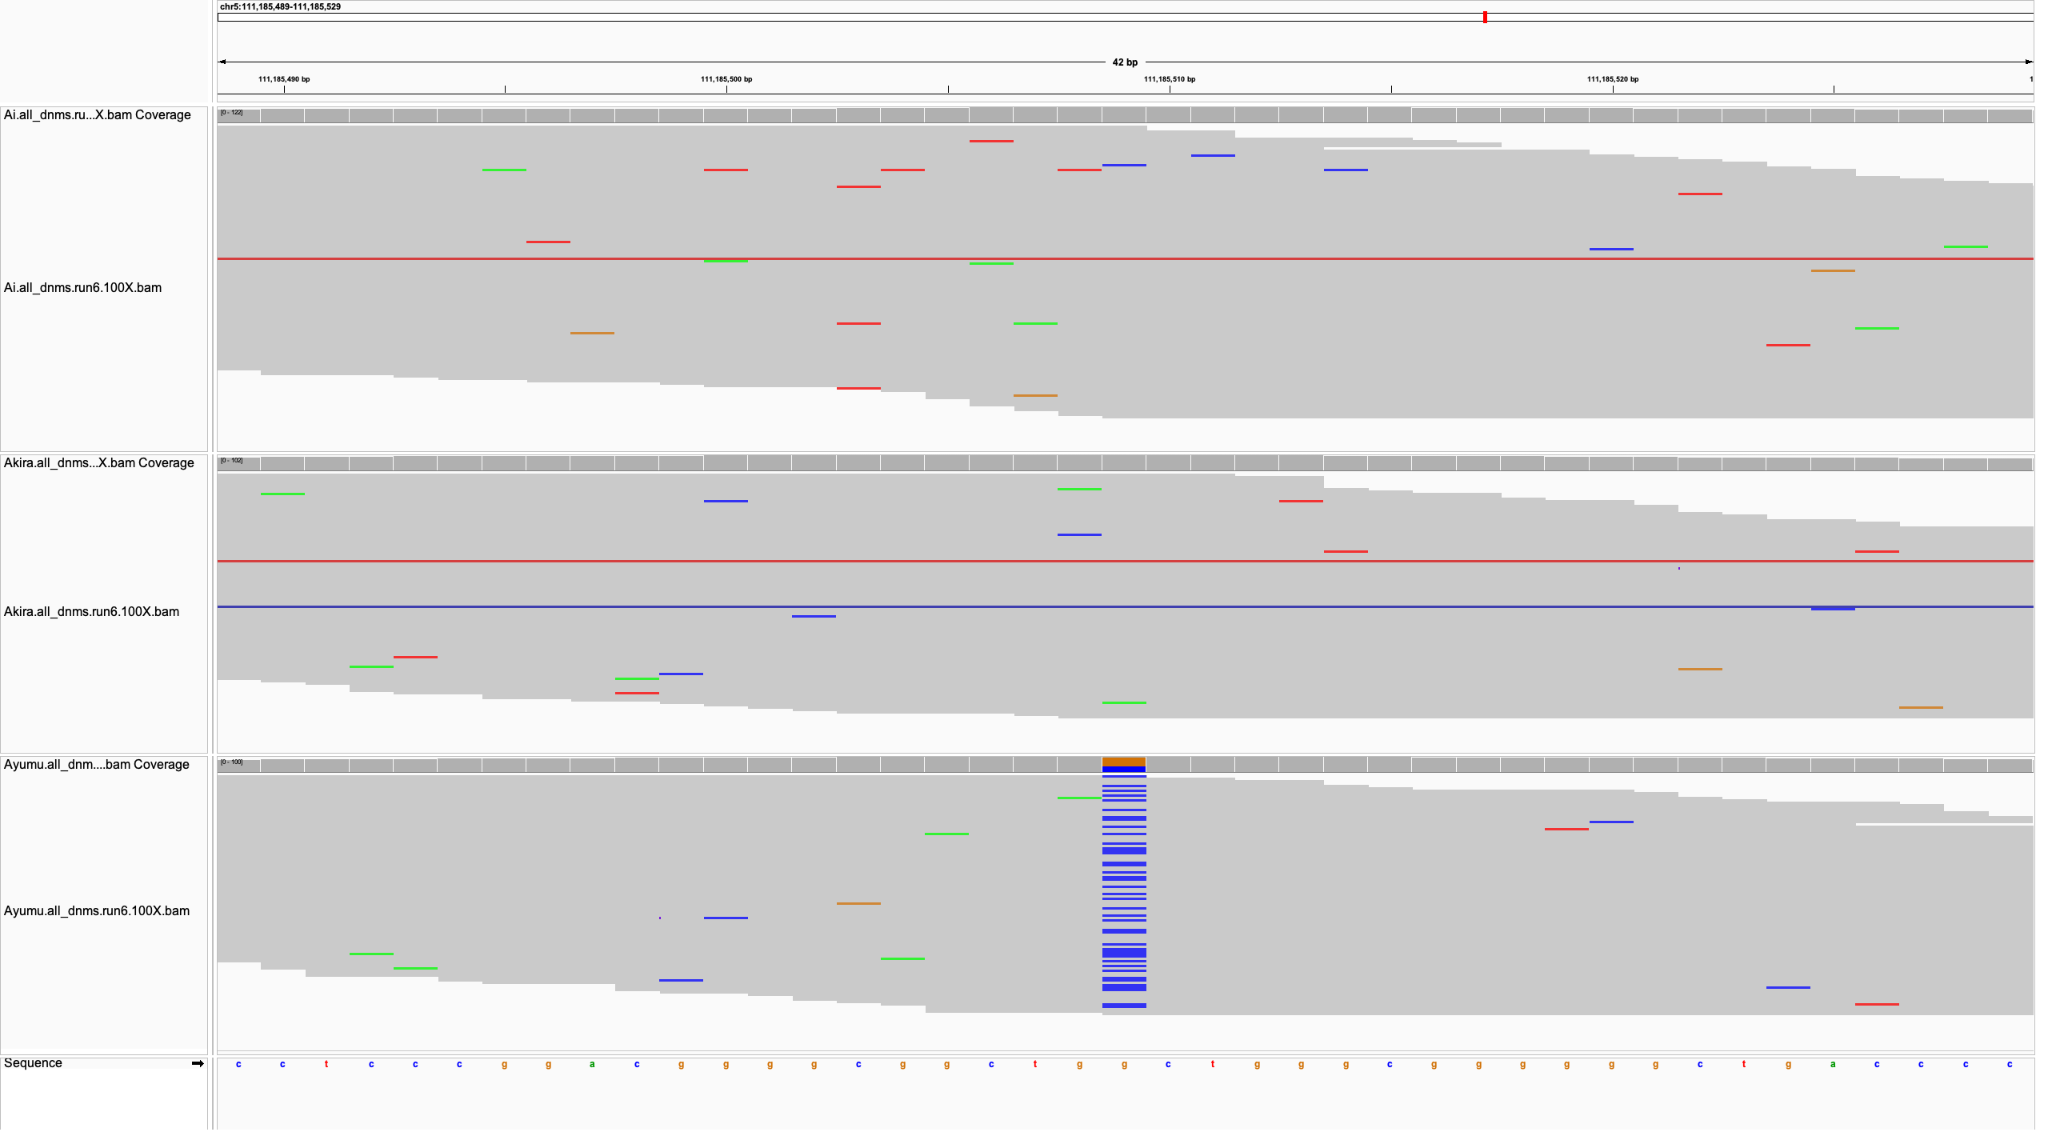 chr5:111,185,489-111,185,529
42 bp
111,185,490 bp 111,185,500 bp 111,185,510 bp 111,185,520 bp 1
Ai.all_dnms.ru...X.bam Coverage
[0 - 122]
Ai.all_dnms.run6.100X.bam
Akira.all_dnms...X.bam Coverage
[0 - 102]
Akira.all_dnms.run6.100X.bam
Ayumu.all_dnm....bam Coverage
[0 - 100]
Ayumu.all_dnms.run6.100X.bam
Sequence
c c t c c c g g a c g g g g c g g c t g g c t g g g c g g g g g g c t g a c c c c